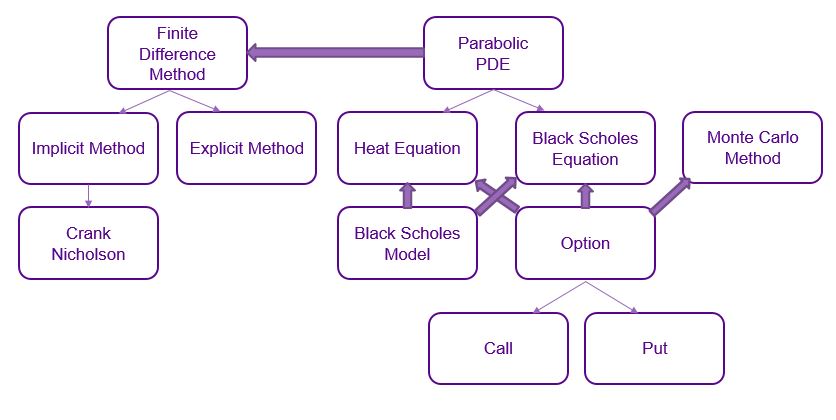 Finite
Difference
Method
Parabolic
PDE
Implicit Method
Explicit Method
Heat Equation
Black Scholes
Equation
Monte Carlo
Method
Crank
Nicholson
Black Scholes
Model
Option
Call
Put